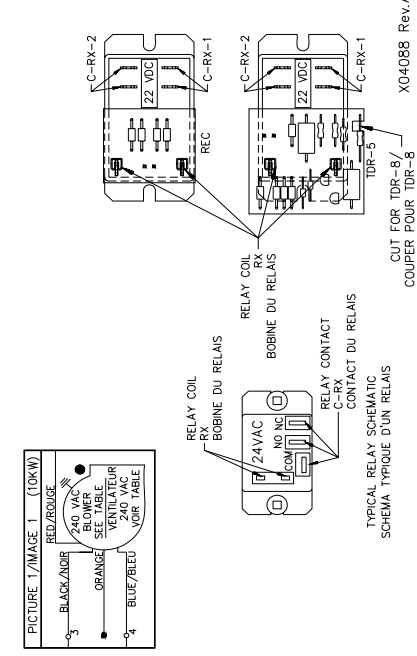 C-RX-2
C-RX-1
22 VDC
REC
C-RX-2
C-RX-1
22 VDC
TDR-5
CUT FOR TDR-8/
COUPER POUR TDR-8
X04088 Rev.
RELAY COIL
RX
BOBINE DU RELAIS
RELAY COIL
RX
BOBINE DU RELAIS
24VAC
NO NC
COM
RELAY CONTACT
C-RX
CONTACT DU RELAIS
TYPICAL RELAY SCHEMATIC
SCHEMA TYPIQUE D'UN RELAIS
PICTURE 1/IMAGE 1 (10KW)
RED/ROUGE
BLACK/NOIR
ORANGE
BLUE/BLEU
3
4
240 VAC
BLOWER
SEE TABLE
VENTILATEUR
240 VAC
VOIR TABLE